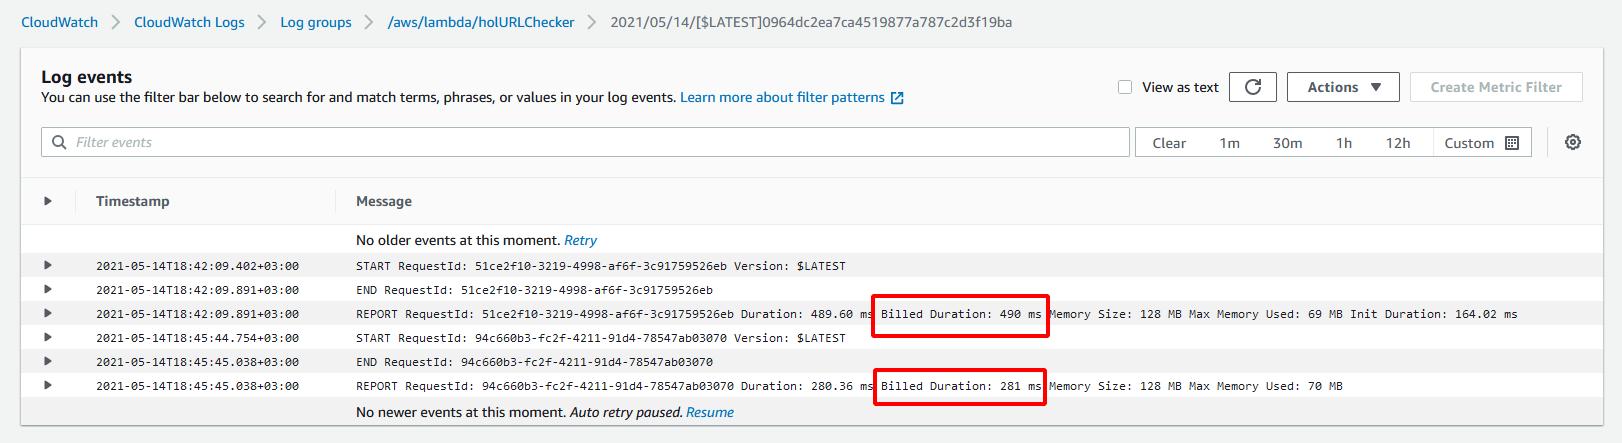 CloudWatch CloudWatch Logs Log groups /aws/lambda/holURLChecker 2021/05/14/[$LATEST]0964dc2ea7ca4519877a787c2d3f19ba
Log events
You can use the filter bar below to search for and match terms, phrases, or values in your log events. Learn more about filter patterns
View as text Actions Create Metric Filter
Filter events Clear 1m 30m 1h 12h Custom
Timestamp Message
No older events at this moment. Retry
2021-05-14T18:42:09.402+03:00 START RequestId: 51ce2f10-3219-4998-af6f-3c91759526eb Version: $LATEST
2021-05-14T18:42:09.891+03:00 END RequestId: 51ce2f10-3219-4998-af6f-3c91759526eb
2021-05-14T18:42:09.891+03:00 REPORT RequestId: 51ce2f10-3219-4998-af6f-3c91759526eb Duration: 489.60 ms Billed Duration: 490 ms Memory Size: 128 MB Max Memory Used: 69 MB Init Duration: 164.02 ms
2021-05-14T18:45:44.754+03:00 START RequestId: 94c660b3-fc2f-4211-91d4-78547ab03070 Version: $LATEST
2021-05-14T18:45:45.038+03:00 END RequestId: 94c660b3-fc2f-4211-91d4-78547ab03070
2021-05-14T18:45:45.038+03:00 REPORT RequestId: 94c660b3-fc2f-4211-91d4-78547ab03070 Duration: 280.36 ms Billed Duration: 281 ms Memory Size: 128 MB Max Memory Used: 70 MB
No newer events at this moment. Auto retry paused. Resume